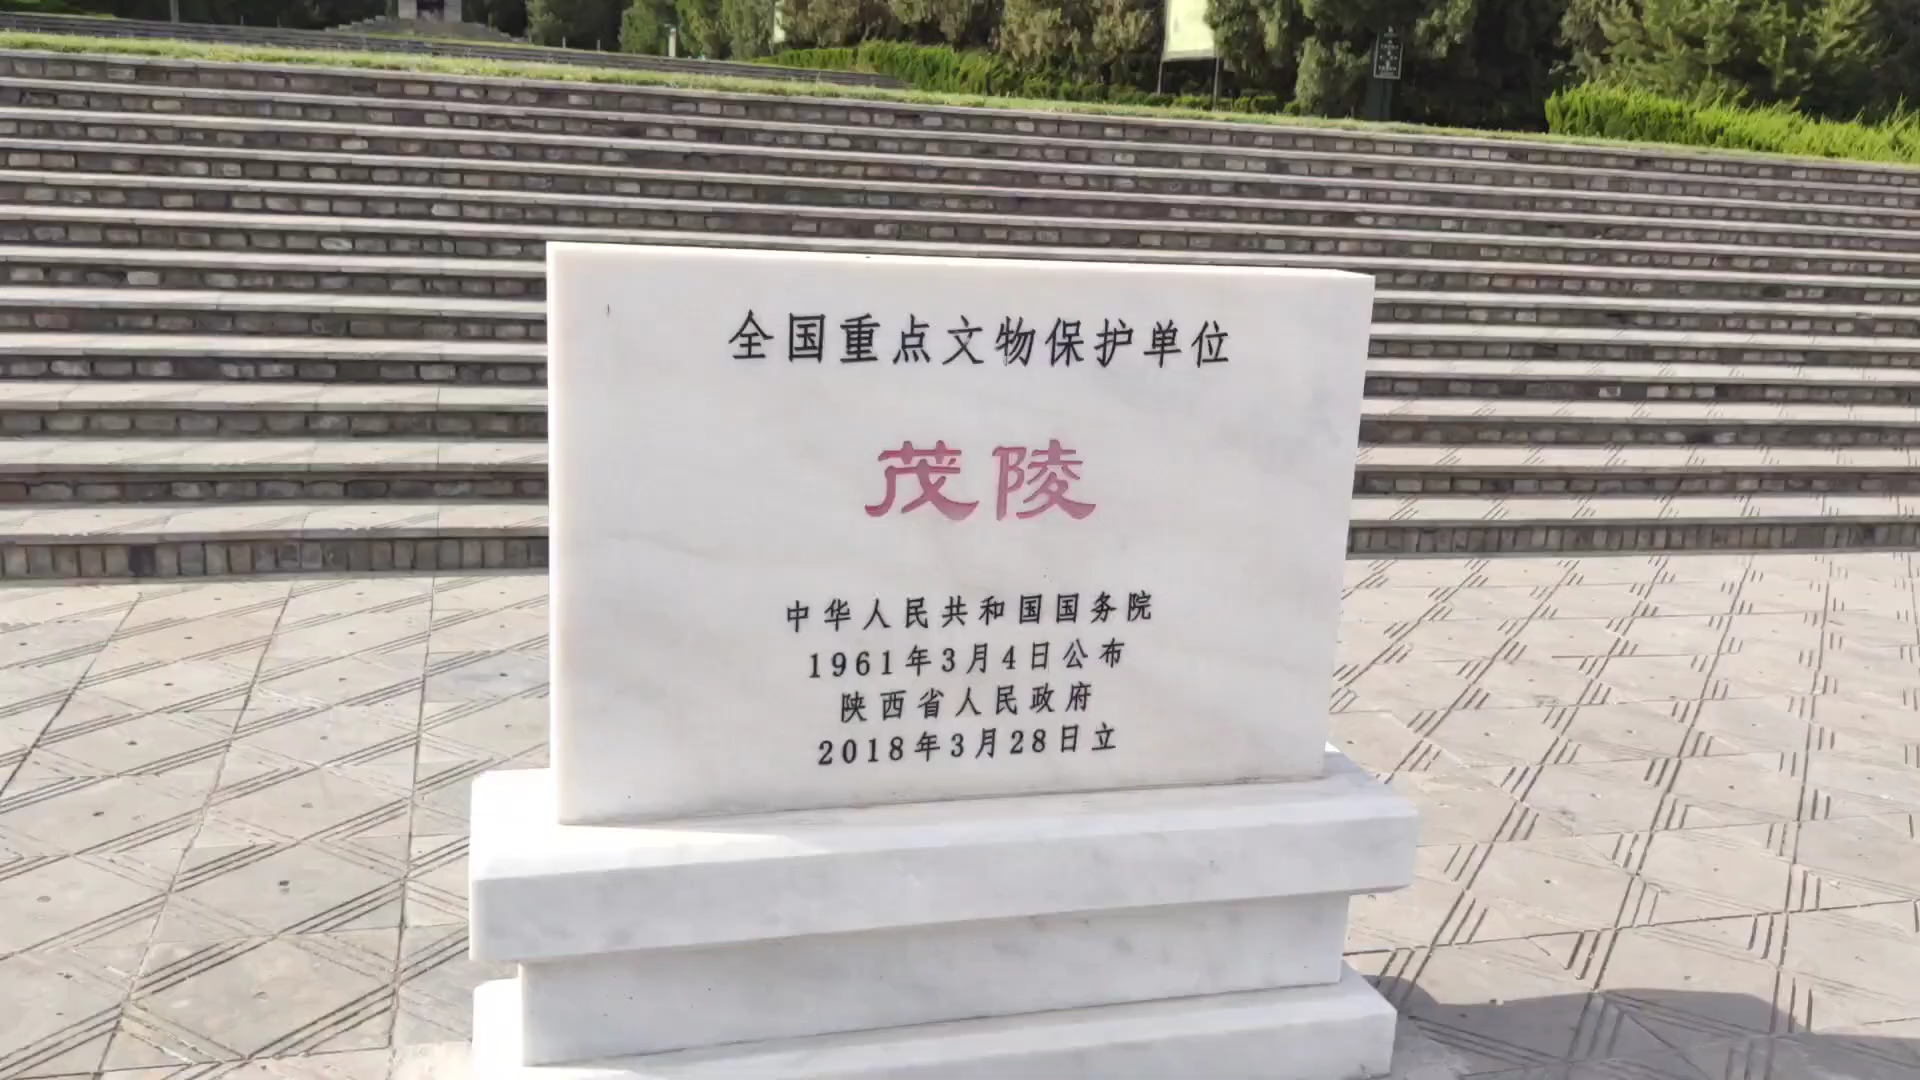 全国重点文物保护单位
茂陵
中华人民共和国国务院
1961年3月4日公布
陕西省人民政府
2018年3月28日立